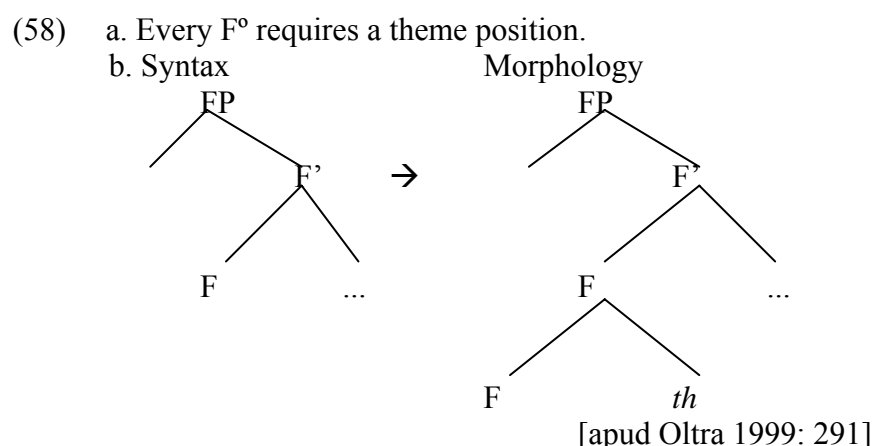 (58) a. Every Fº requires a theme position.
b. Syntax Morphology
FP FP
F’ → F’
F ... F ...
F th
[apud Oltra 1999: 291]